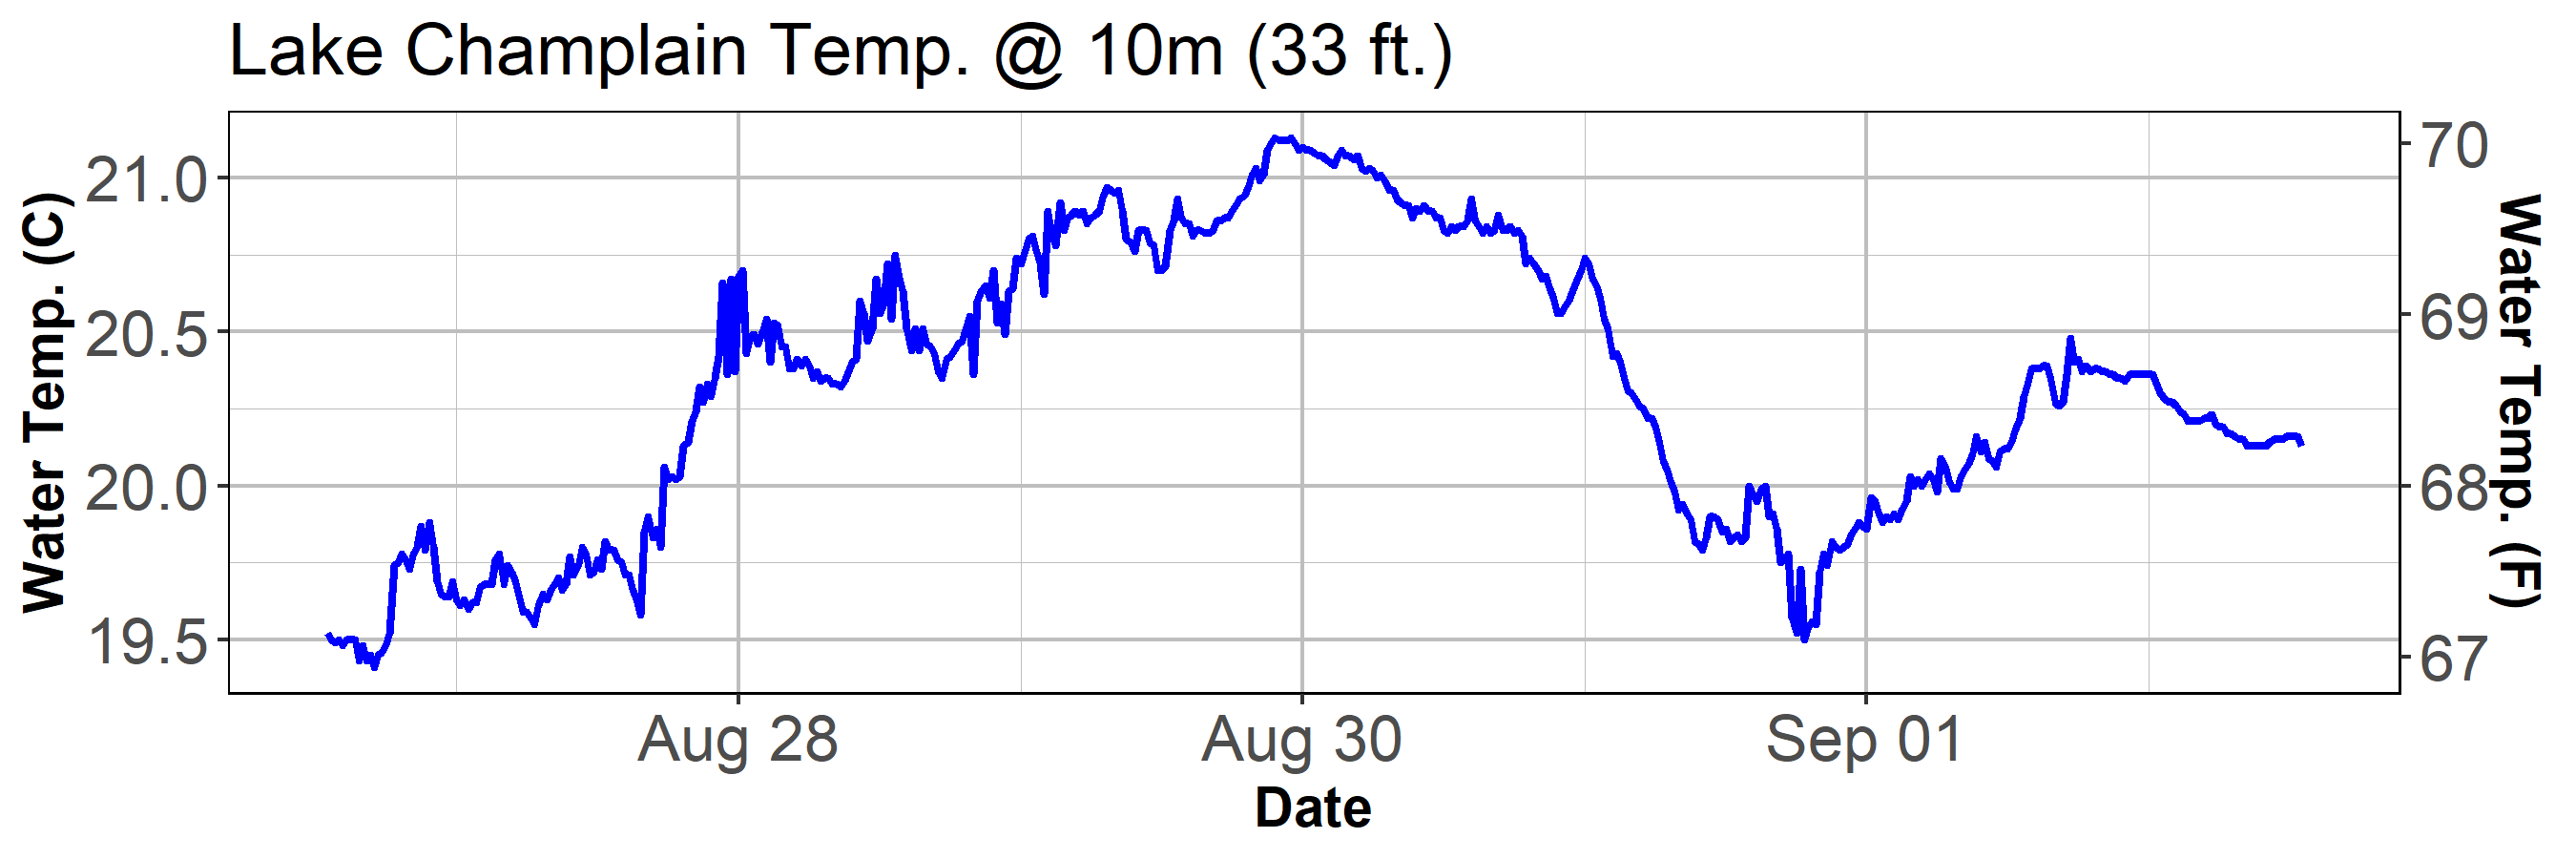 Lake Champlain Temp. @ 10m (33 ft.)
Water Temp. (C)
21.0
20.5
20.0
19.5
70
69
68
67
Water Temp. (F)
Aug 28
Aug 30
Sep 01
Date